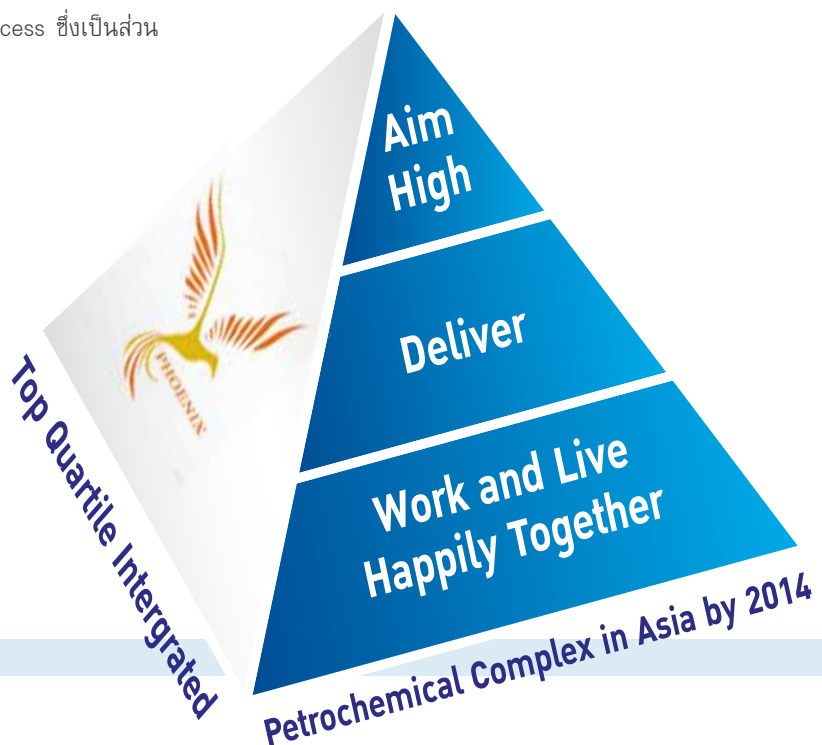 cess ซึ่งเป็นส่วน
Aim
High
Deliver
Work and Live
Happily Together
PHOENIX
Top Quartile Intergrated
Petrochemical Complex in Asia by 2014